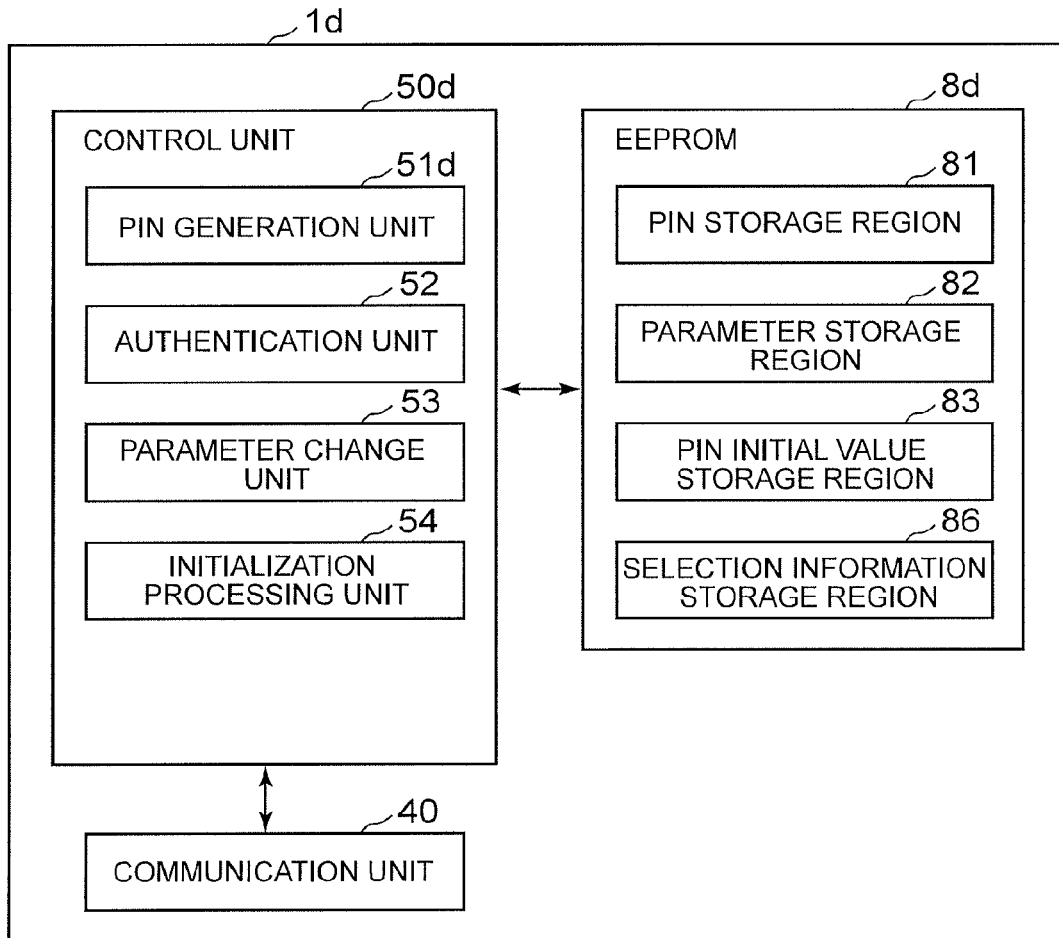 1d
50d
CONTROL UNIT
51d
PIN GENERATION UNIT
52
AUTHENTICATION UNIT
53
PARAMETER CHANGE
UNIT
54
INITIALIZATION
PROCESSING UNIT
8d
EEPROM
81
PIN STORAGE REGION
82
PARAMETER STORAGE
REGION
83
PIN INITIAL VALUE
STORAGE REGION
86
SELECTION INFORMATION
STORAGE REGION
40
COMMUNICATION UNIT